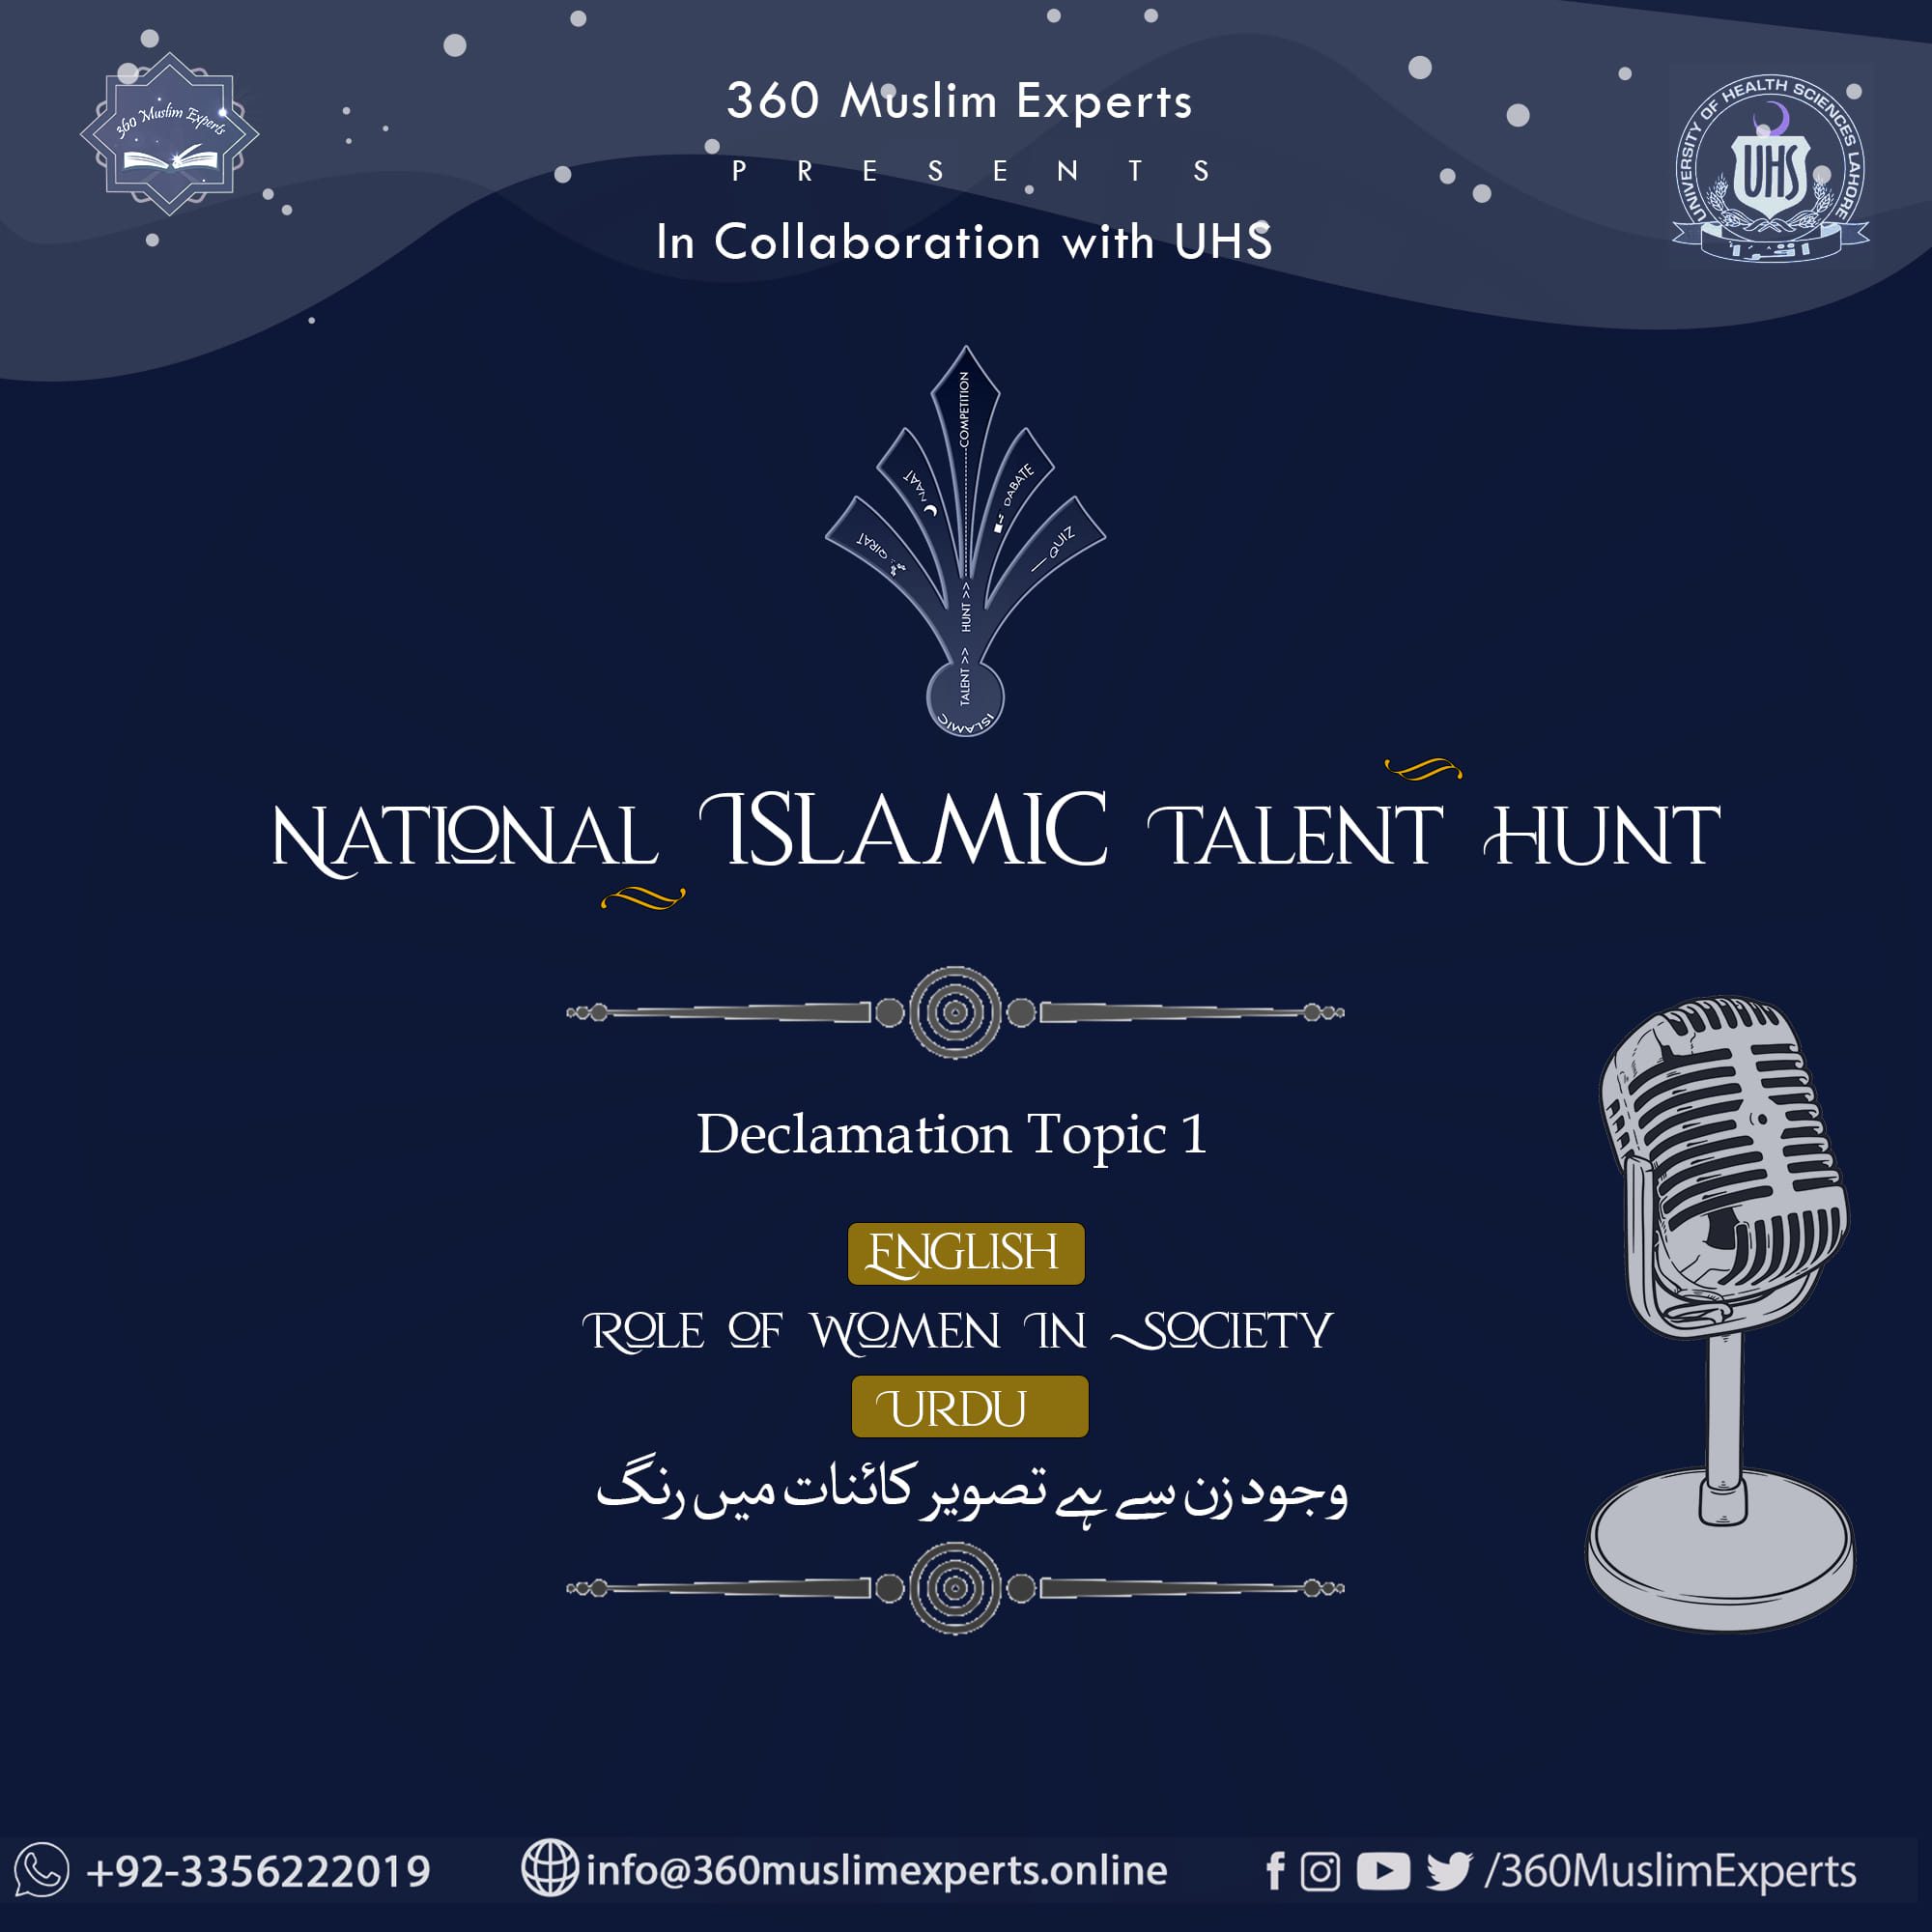 360 Muslim Experts
PRESENTS
In Collaboration with UHS
360 Muslim Experts
UNIVERSITY OF HEALTH SCIENCES LAHORE
UHS
COMPETITION
NAAT
DABATE
QIRAT
QUIZ
HUNT >>
TALENT >>
ISLAMIC
NATIONAL ISLAMIC TALENT HUNT
Declamation Topic 1
ENGLISH
ROLE OF WOMEN IN SOCIETY
URDU
وجود زن سے ہے تصویر کائنات میں رنگ
+92-3356222019
info@360muslimexperts.online
/360MuslimExperts